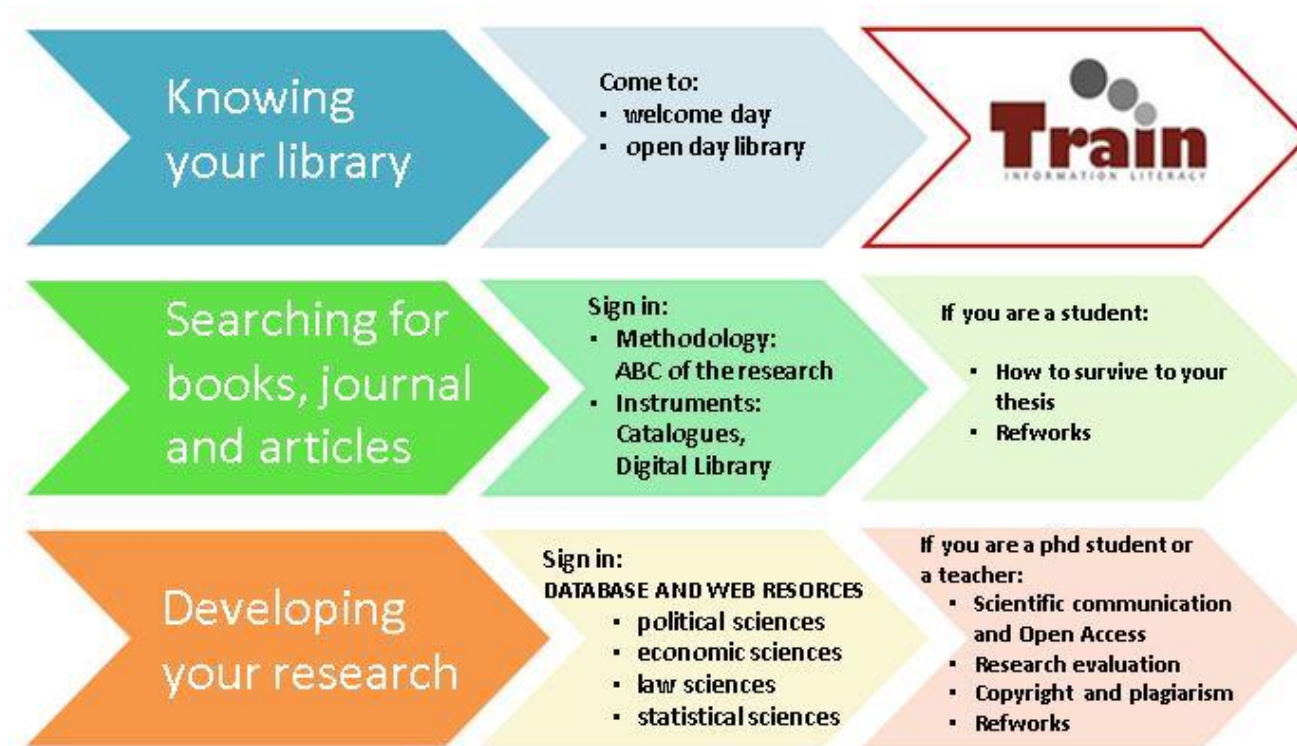 Knowing
your library
Come to:
▪ welcome day
▪ open day library
Train
INFORMATION LITERACY
Searching for
books, journal
and articles
Sign in:
▪ Methodology:
ABC of the research
▪ Instruments:
Catalogues,
Digital Library
If you are a student:
▪ How to survive to your
thesis
▪ Refworks
Developing
your research
Sign in:
DATABASE AND WEB RESORCES
▪ political sciences
▪ economic sciences
▪ law sciences
▪ statistical sciences
If you are a phd student or
a teacher:
▪ Scientific communication
and Open Access
▪ Research evaluation
▪ Copyright and plagiarism
▪ Refworks